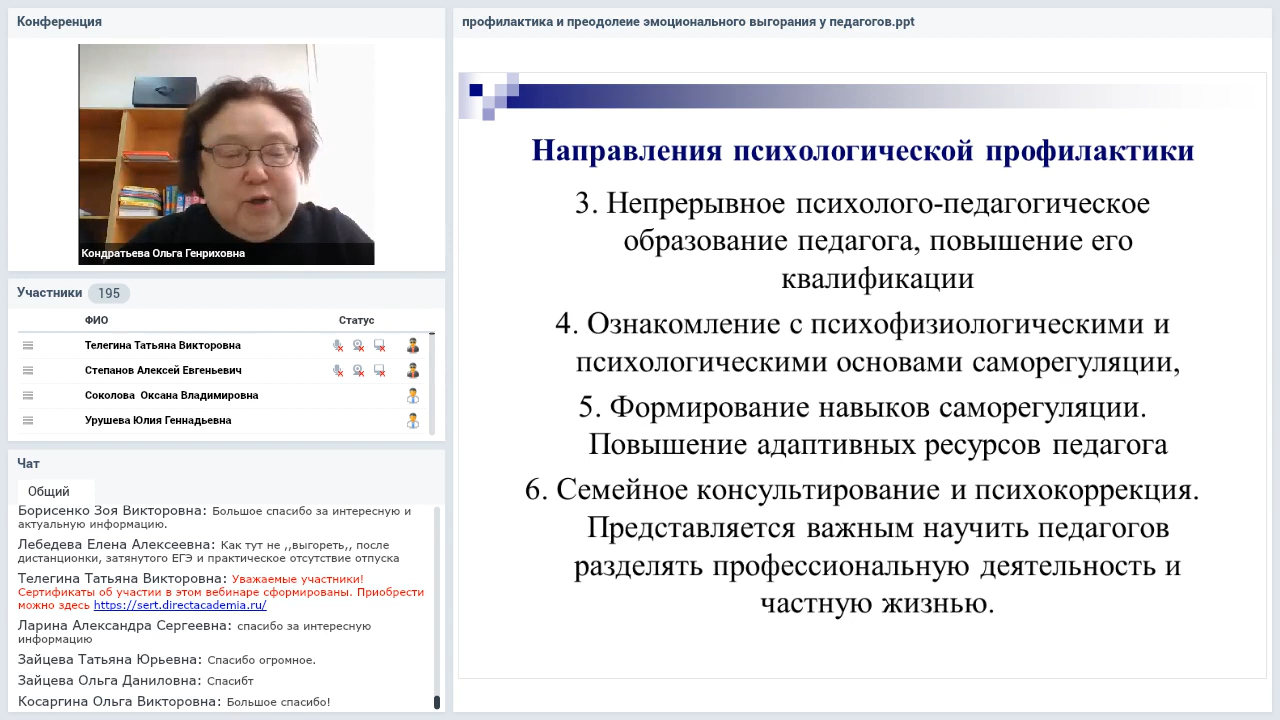 Конференция
Кондратьева Ольга Генриховна
Участники 195
ФИО Статус
Телегина Татьяна Викторовна
Степанов Алексей Евгеньевич
Соколова Оксана Владимировна
Урушева Юлия Геннадьевна
Чат
Общий
Борисенко Зоя Викторовна: Большое спасибо за интересную и
актуальную информацию.
Лебедева Елена Алексеевна: Как тут не ,,выгореть,, после
дистанционки, затянутого ЕГЭ и практическое отсутствие отпуска
Телегина Татьяна Викторовна: Уважаемые участники!
Сертификаты об участии в этом вебинаре сформированы. Приобрести
можно здесь https://sert.directacademia.ru/
Ларина Александра Сергеевна: спасибо за интересную
информацию
Зайцева Татьяна Юрьевна: Спасибо огромное.
Зайцева Ольга Даниловна: Спасибт
Косаргина Ольга Викторовна: Большое спасибо!
профилактика и преодолеие эмоционального выгорания у педагогов.ppt
Направления психологической профилактики
3. Непрерывное психолого-педагогическое
образование педагога, повышение его
квалификации
4. Ознакомление с психофизиологическими и
психологическими основами саморегуляции,
5. Формирование навыков саморегуляции.
Повышение адаптивных ресурсов педагога
6. Семейное консультирование и психокоррекция.
Представляется важным научить педагогов
разделять профессиональную деятельность и
частную жизнью.